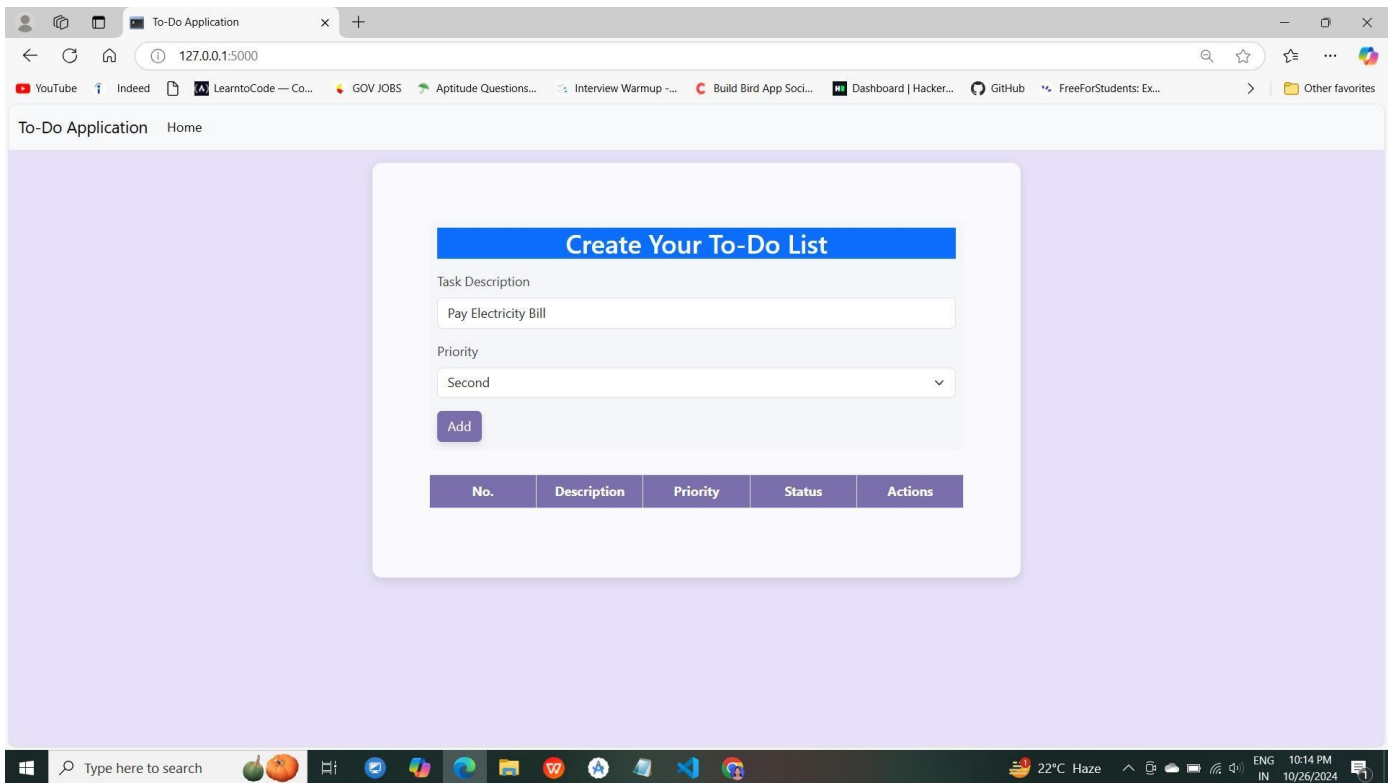 To-Do Application
127.0.0.1:5000
YouTube Indeed LearntoCode — Co... GOV JOBS Aptitude Questions... Interview Warmup -... Build Bird App Soci... Dashboard | Hacker... GitHub FreeForStudents: Ex... Other favorites
To-Do Application Home
Create Your To-Do List
Task Description
Pay Electricity Bill
Priority
Second
Add
No. Description Priority Status Actions
Type here to search 22°C Haze ENG 10:14 PM
IN 10/26/2024